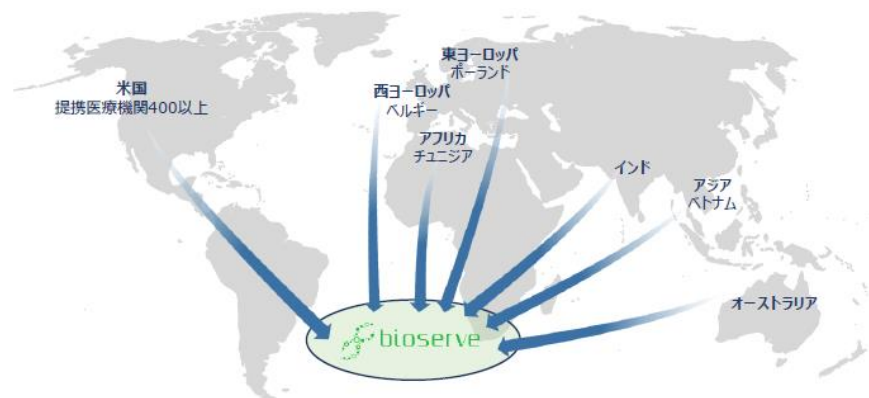 米国
提携医療機関400以上
西ヨーロッパ
ベルギー
東ヨーロッパ
ポーランド
アフリカ
チュニジア
インド
アジア
ベトナム
オーストラリア
bioserve